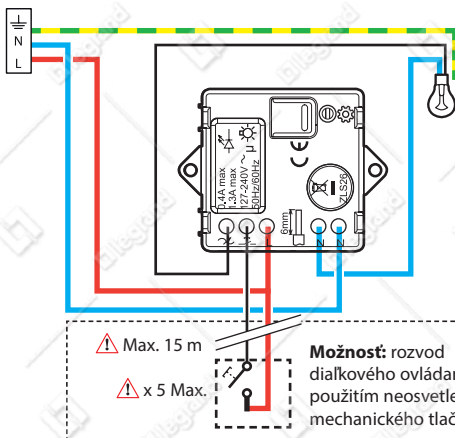 N
L
0.4A max
1.3A max
127-240V~ µ
50Hz/60Hz
CE
ZLS26
6mm
L
N
N
Max. 15 m
x 5 Max.
Možnosť: rozvod
diaľkového ovládan
použitím neosvetle
mechanického tlač
legrand